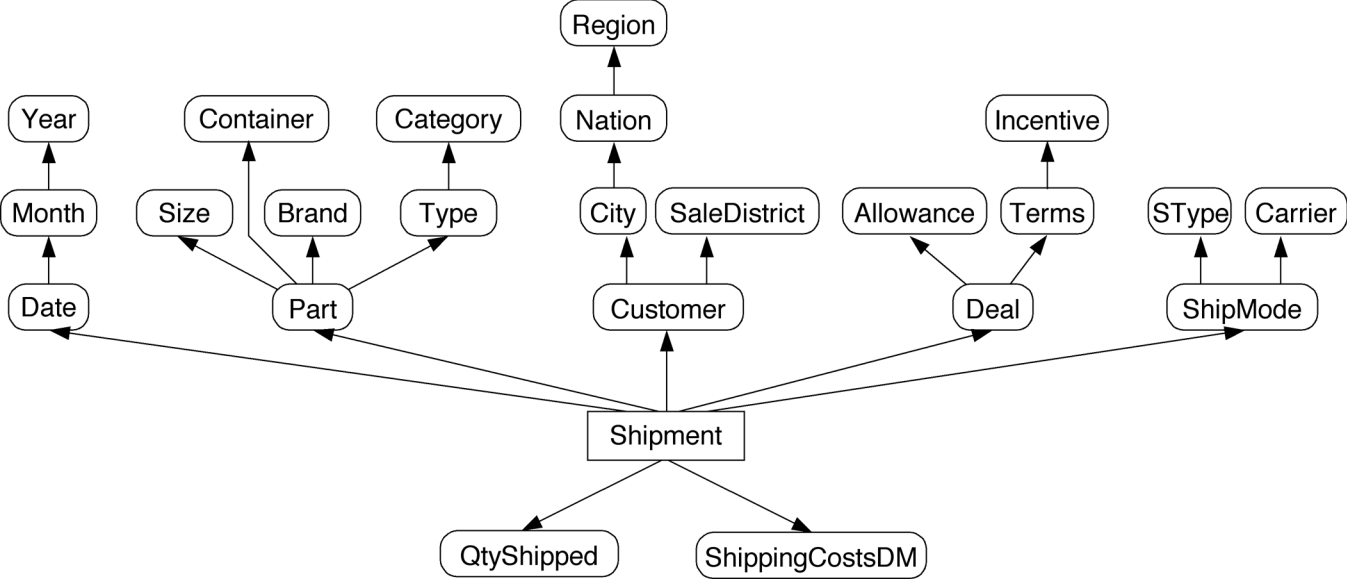 Region
Year
Container
Category
Nation
Incentive
Month
Size
Brand
Type
City
SaleDistrict
Allowance
Terms
SType
Carrier
Date
Part
Customer
Deal
ShipMode
Shipment
QtyShipped
ShippingCostsDM